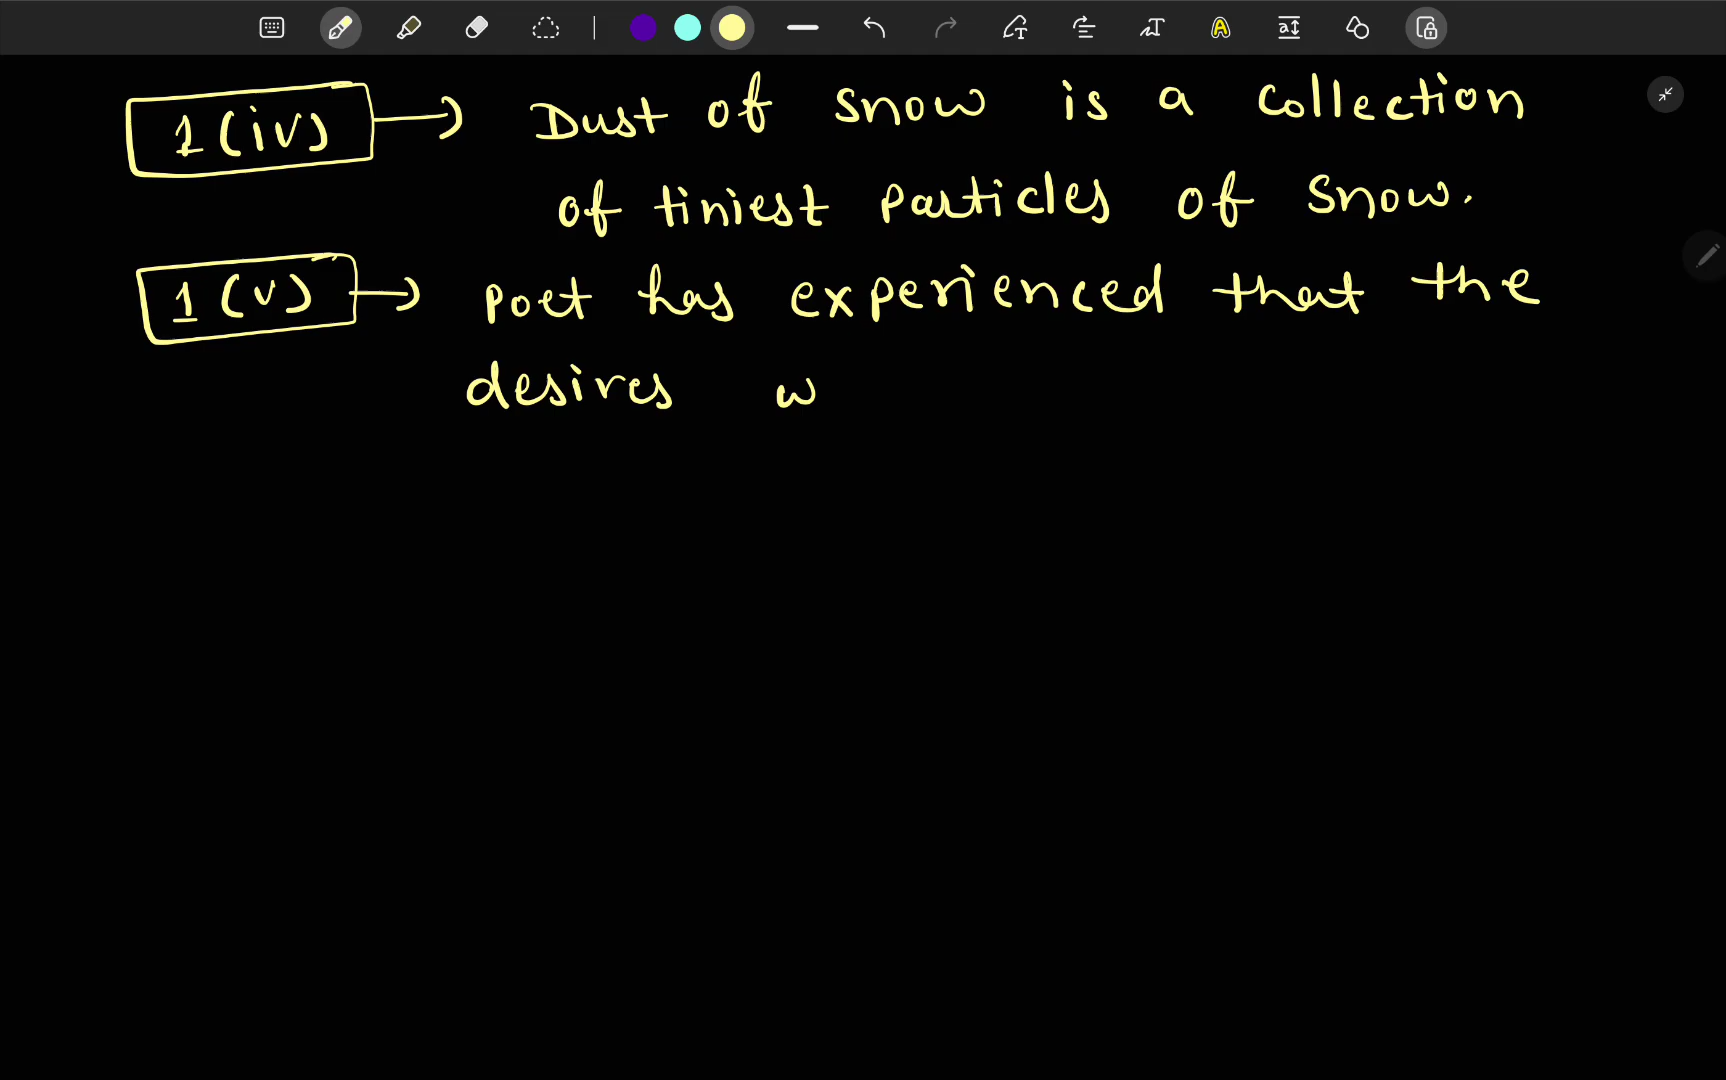 1(iv) → Dust of snow is a collection
of tiniest particles of snow.
1(v) → poet has experienced that the
desires w